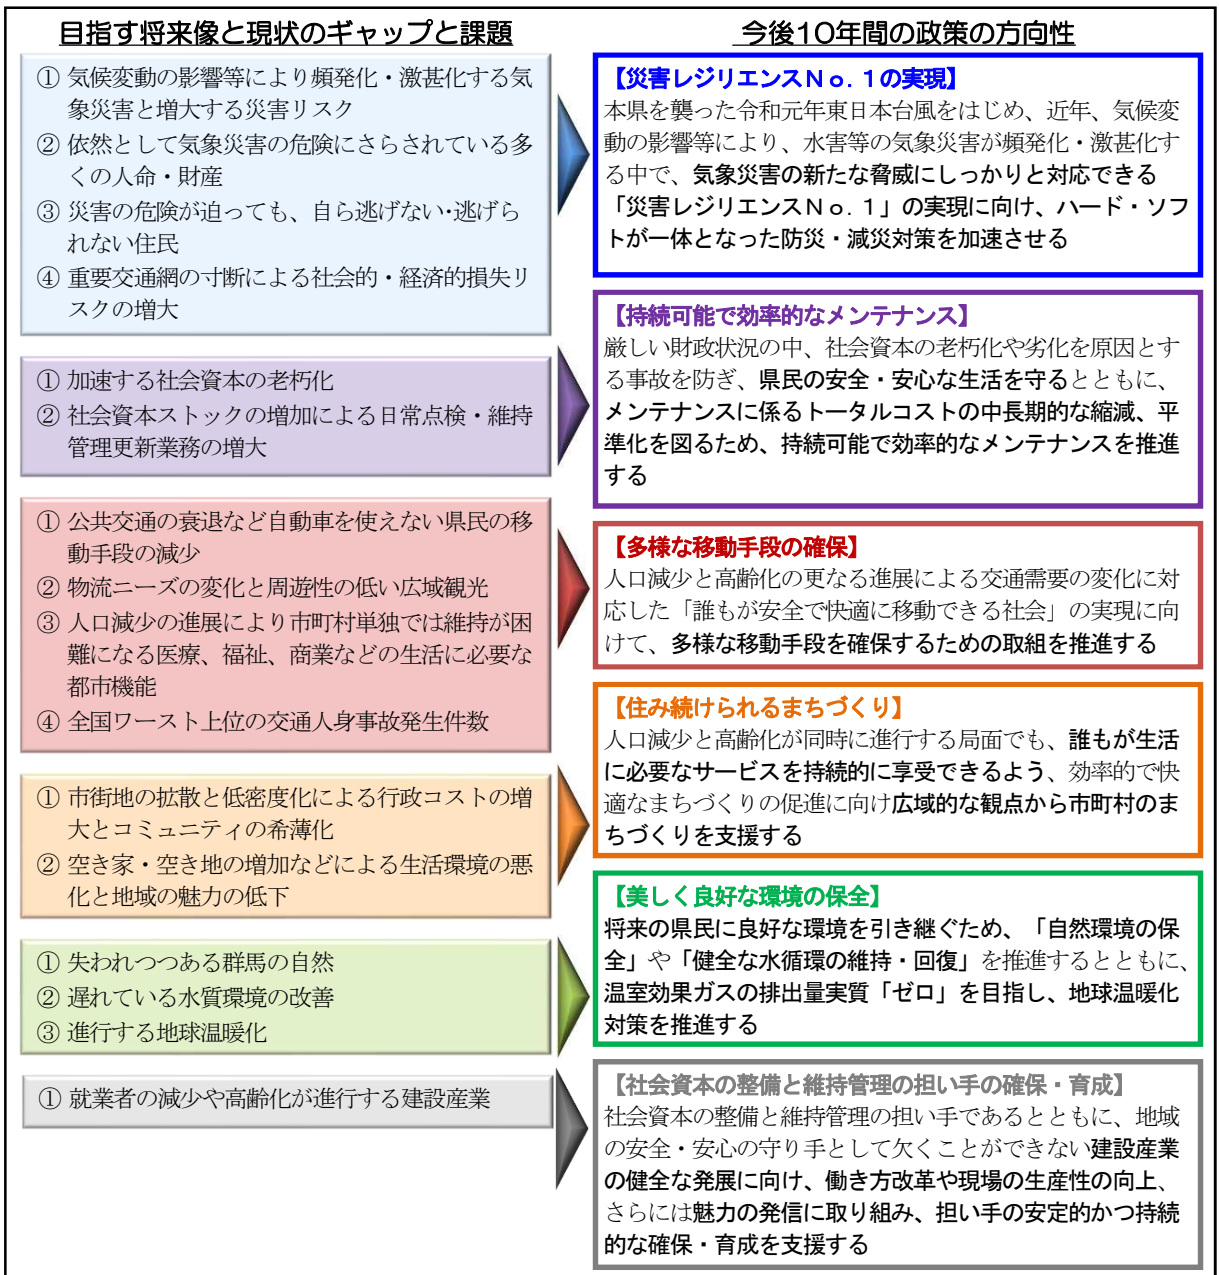 目指す将来像と現状のギャップと課題
① 気候変動の影響等により頻発化・激甚化する気
象災害と増大する災害リスク
② 依然として気象災害の危険にさらされている多
くの人命・財産
③ 災害の危険が迫っても、自ら逃げない･逃げら
れない住民
④ 重要交通網の寸断による社会的・経済的損失リ
スクの増大
① 加速する社会資本の老朽化
② 社会資本ストックの増加による日常点検・維持
管理更新業務の増大
① 公共交通の衰退など自動車を使えない県民の移
動手段の減少
② 物流ニーズの変化と周遊性の低い広域観光
③ 人口減少の進展により市町村単独では維持が困
難になる医療、福祉、商業などの生活に必要な
都市機能
④ 全国ワースト上位の交通人身事故発生件数
① 市街地の拡散と低密度化による行政コストの増
大とコミュニティの希薄化
② 空き家・空き地の増加などによる生活環境の悪
化と地域の魅力の低下
① 失われつつある群馬の自然
② 遅れている水質環境の改善
③ 進行する地球温暖化
① 就業者の減少や高齢化が進行する建設産業
今後10年間の政策の方向性
【災害レジリエンスＮｏ.１の実現】
本県を襲った令和元年東日本台風をはじめ、近年、気候変
動の影響等により、水害等の気象災害が頻発化・激甚化す
る中で、気象災害の新たな脅威にしっかりと対応できる
「災害レジリエンスＮｏ.１」の実現に向け、ハード・ソフ
トが一体となった防災・減災対策を加速させる
【持続可能で効率的なメンテナンス】
厳しい財政状況の中、社会資本の老朽化や劣化を原因とす
る事故を防ぎ、県民の安全・安心な生活を守るとともに、
メンテナンスに係るトータルコストの中長期的な縮減、平
準化を図るため、持続可能で効率的なメンテナンスを推進
する
【多様な移動手段の確保】
人口減少と高齢化の更なる進展による交通需要の変化に対
応した「誰もが安全で快適に移動できる社会」の実現に向
けて、多様な移動手段を確保するための取組を推進する
【住み続けられるまちづくり】
人口減少と高齢化が同時に進行する局面でも、誰もが生活
に必要なサービスを持続的に享受できるよう、効率的で快
適なまちづくりの促進に向け広域的な観点から市町村のま
ちづくりを支援する
【美しく良好な環境の保全】
将来の県民に良好な環境を引き継ぐため、「自然環境の保
全」や「健全な水循環の維持・回復」を推進するとともに、
温室効果ガスの排出量実質「ゼロ」を目指し、地球温暖化
対策を推進する
【社会資本の整備と維持管理の担い手の確保・育成】
社会資本の整備と維持管理の担い手であるとともに、地域
の安全・安心の守り手として欠くことができない建設産業
の健全な発展に向け、働き方改革や現場の生産性の向上、
さらには魅力の発信に取り組み、担い手の安定的かつ持続
的な確保・育成を支援する